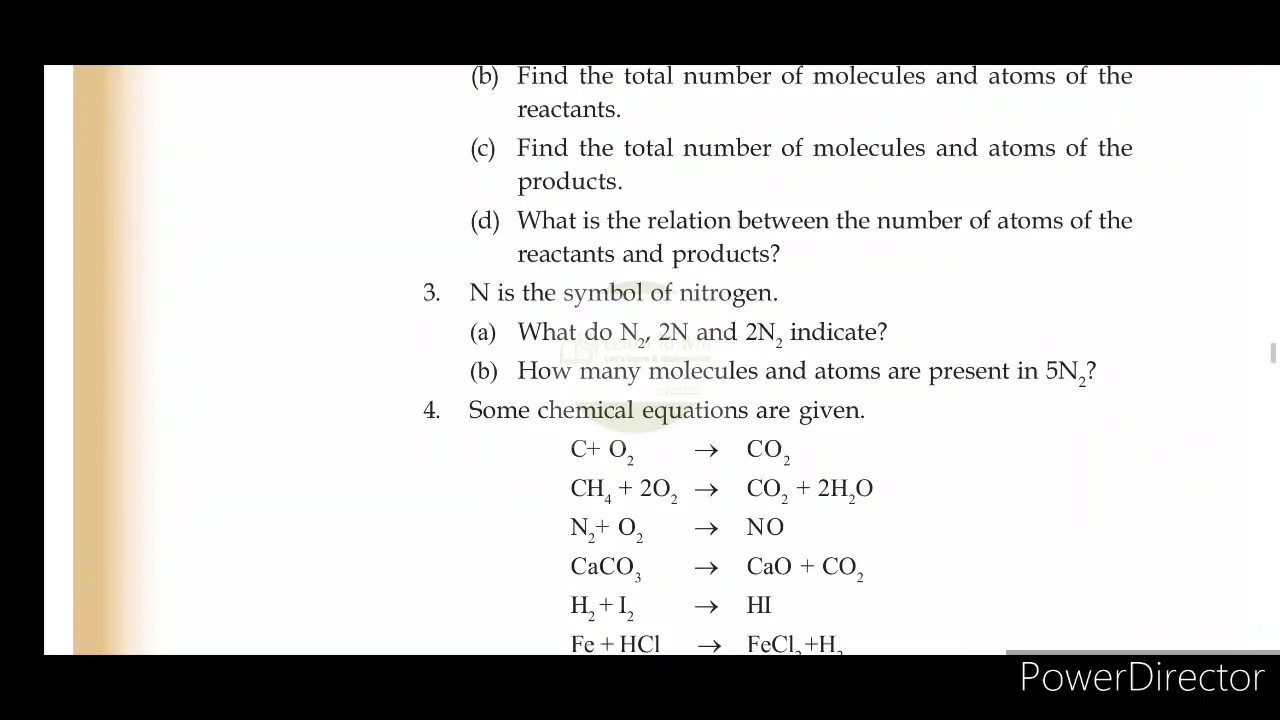 (b) Find the total number of molecules and atoms of the
reactants.
(c) Find the total number of molecules and atoms of the
products.
(d) What is the relation between the number of atoms of the
reactants and products?
3. N is the symbol of nitrogen.
(a) What do N₂, 2N and 2N₂ indicate?
(b) How many molecules and atoms are present in 5N₂?
4. Some chemical equations are given.
C+ O₂ → CO₂
CH₄ + 2O₂ → CO₂ + 2H₂O
N₂+ O₂ → NO
CaCO₃ → CaO + CO₂
H₂ + I₂ → HI
Fe + HCl → FeCl₂+H₂
PowerDirector